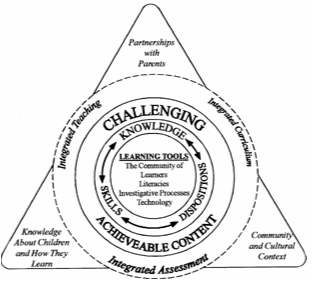 Partnerships
with
Parents
Integrated Teaching
Integrated Curriculum
CHALLENGING
KNOWLEDGE
LEARNING TOOLS
The Community of
Learners
Literacies
Investigative Processes
Technology
SKILLS
DISPOSITIONS
ACHIEVEABLE CONTENT
Integrated Assessment
Knowledge
About Children
and How They
Learn
Community
and Cultural
Context